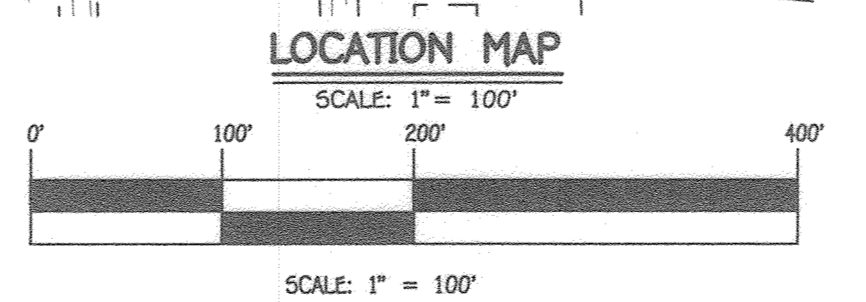 LOCATION MAP
SCALE: 1" = 100'
0' 100' 200' 400'
SCALE: 1" = 100'